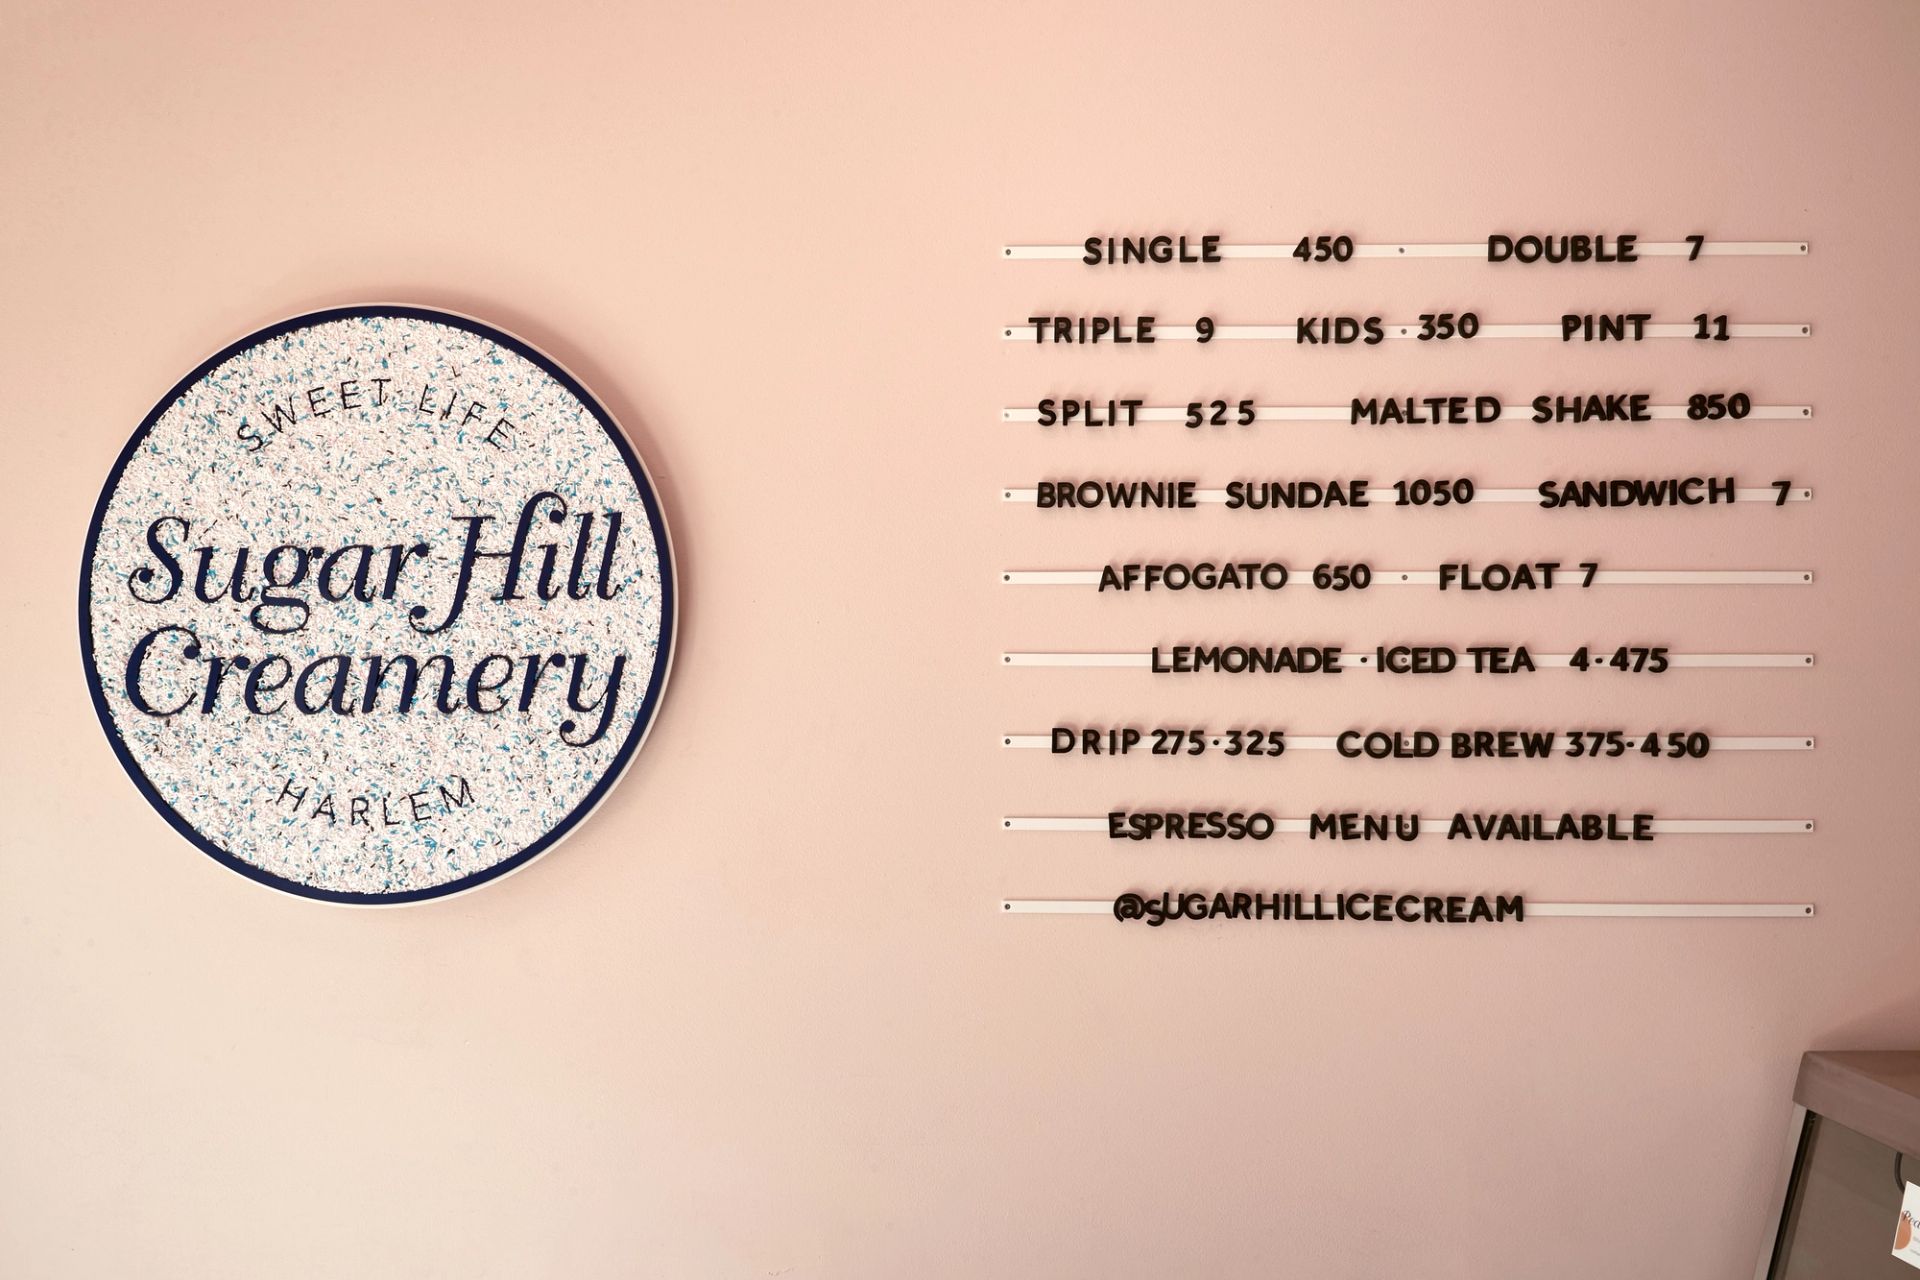 SWEET LIFE
Sugar Hill
Creamery
HARLEM
SINGLE 450 DOUBLE 7
TRIPLE 9 KIDS 350 PINT 11
SPLIT 525 MALTED SHAKE 850
BROWNIE SUNDAE 1050 SANDWICH 7
AFFOGATO 650 FLOAT 7
LEMONADE · ICED TEA 4·475
DRIP 275·325 COLD BREW 375·450
ESPRESSO MENU AVAILABLE
@SUGARHILLICECREAM